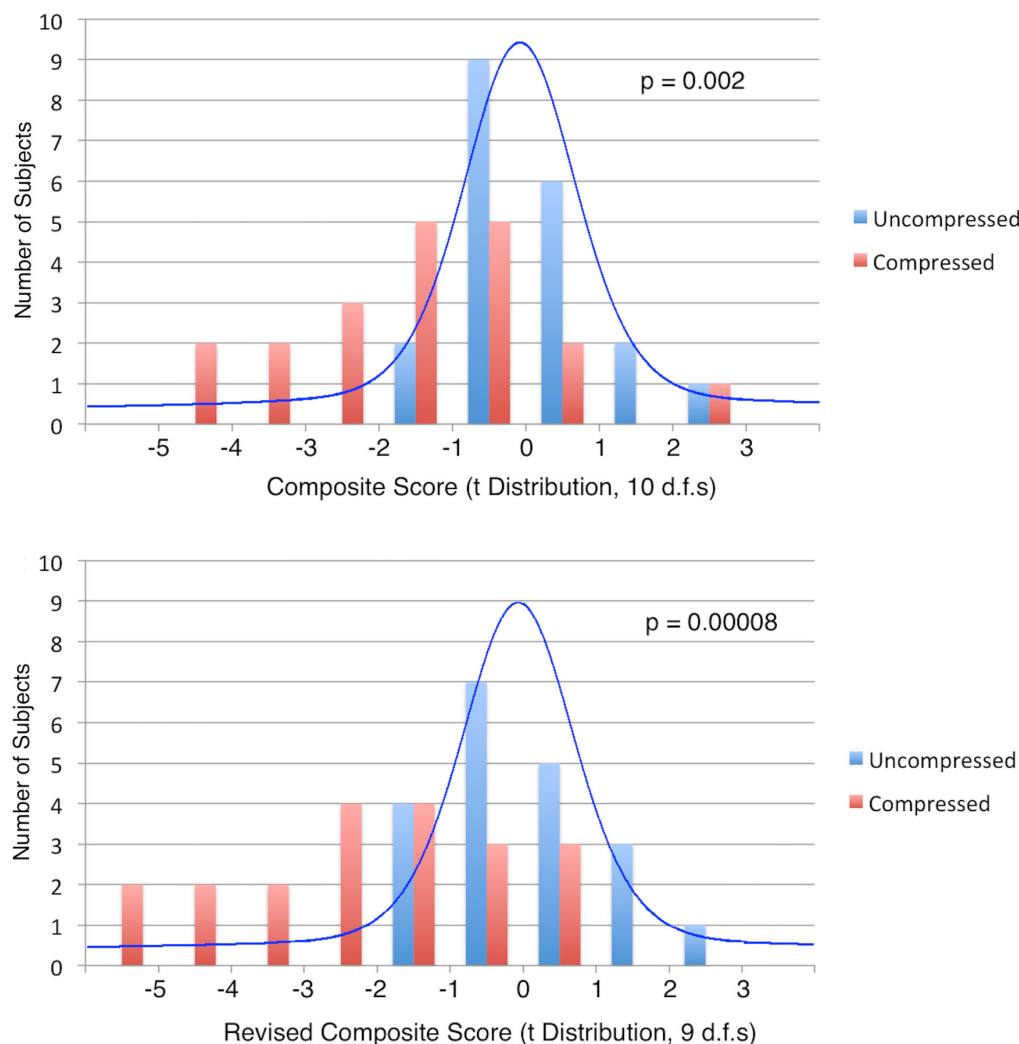 10
9
8
7
6
5
4
3
2
1
0
Number of Subjects
p = 0.002
Uncompressed
Compressed
-5 -4 -3 -2 -1 0 1 2 3
Composite Score (t Distribution, 10 d.f.s)
10
9
8
7
6
5
4
3
2
1
0
Number of Subjects
p = 0.00008
Uncompressed
Compressed
-5 -4 -3 -2 -1 0 1 2 3
Revised Composite Score (t Distribution, 9 d.f.s)